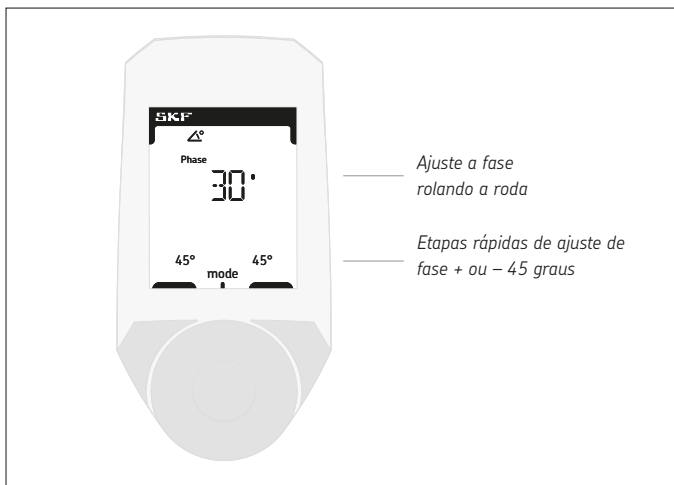 SKF
Phase
30°
Ajuste a fase
rolando a roda
Etapas rápidas de ajuste de
fase + ou – 45 graus
45° 45°
mode